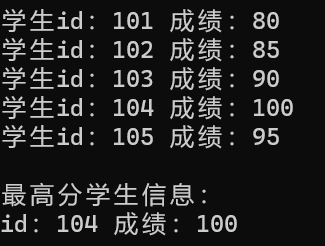 学生id：101 成绩：80
学生id：102 成绩：85
学生id：103 成绩：90
学生id：104 成绩：100
学生id：105 成绩：95
最高分学生信息：
id：104 成绩：100